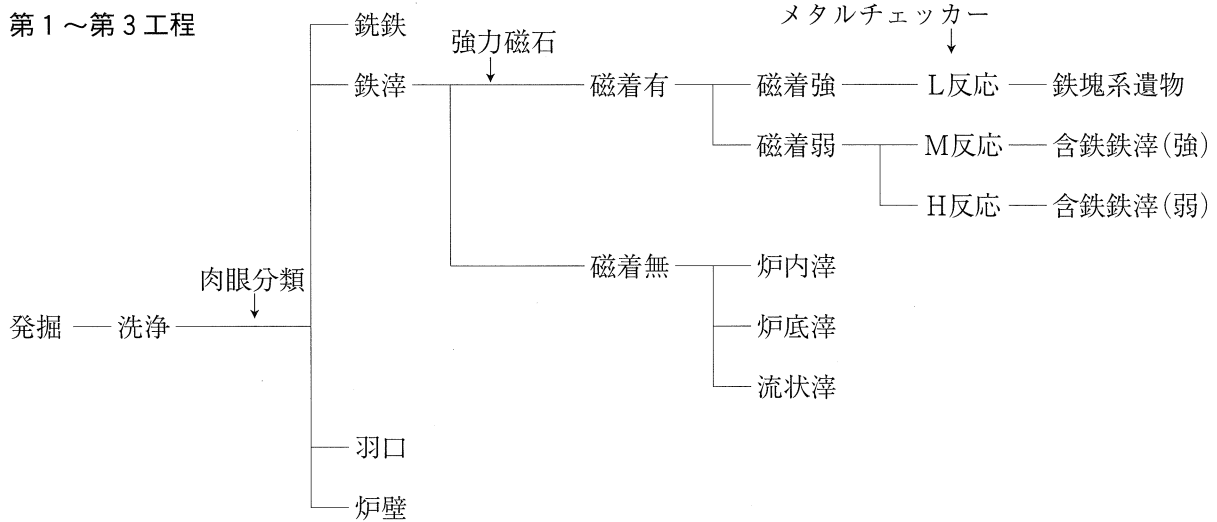 第1～第3工程
メタルチェッカー
銑鉄
強力磁石
鉄滓 磁着有 磁着強 L反応 鉄塊系遺物
磁着弱 M反応 含鉄鉄滓(強)
H反応 含鉄鉄滓(弱)
磁着無 炉内滓
肉眼分類
発掘 洗浄 炉底滓
流状滓
羽口
炉壁